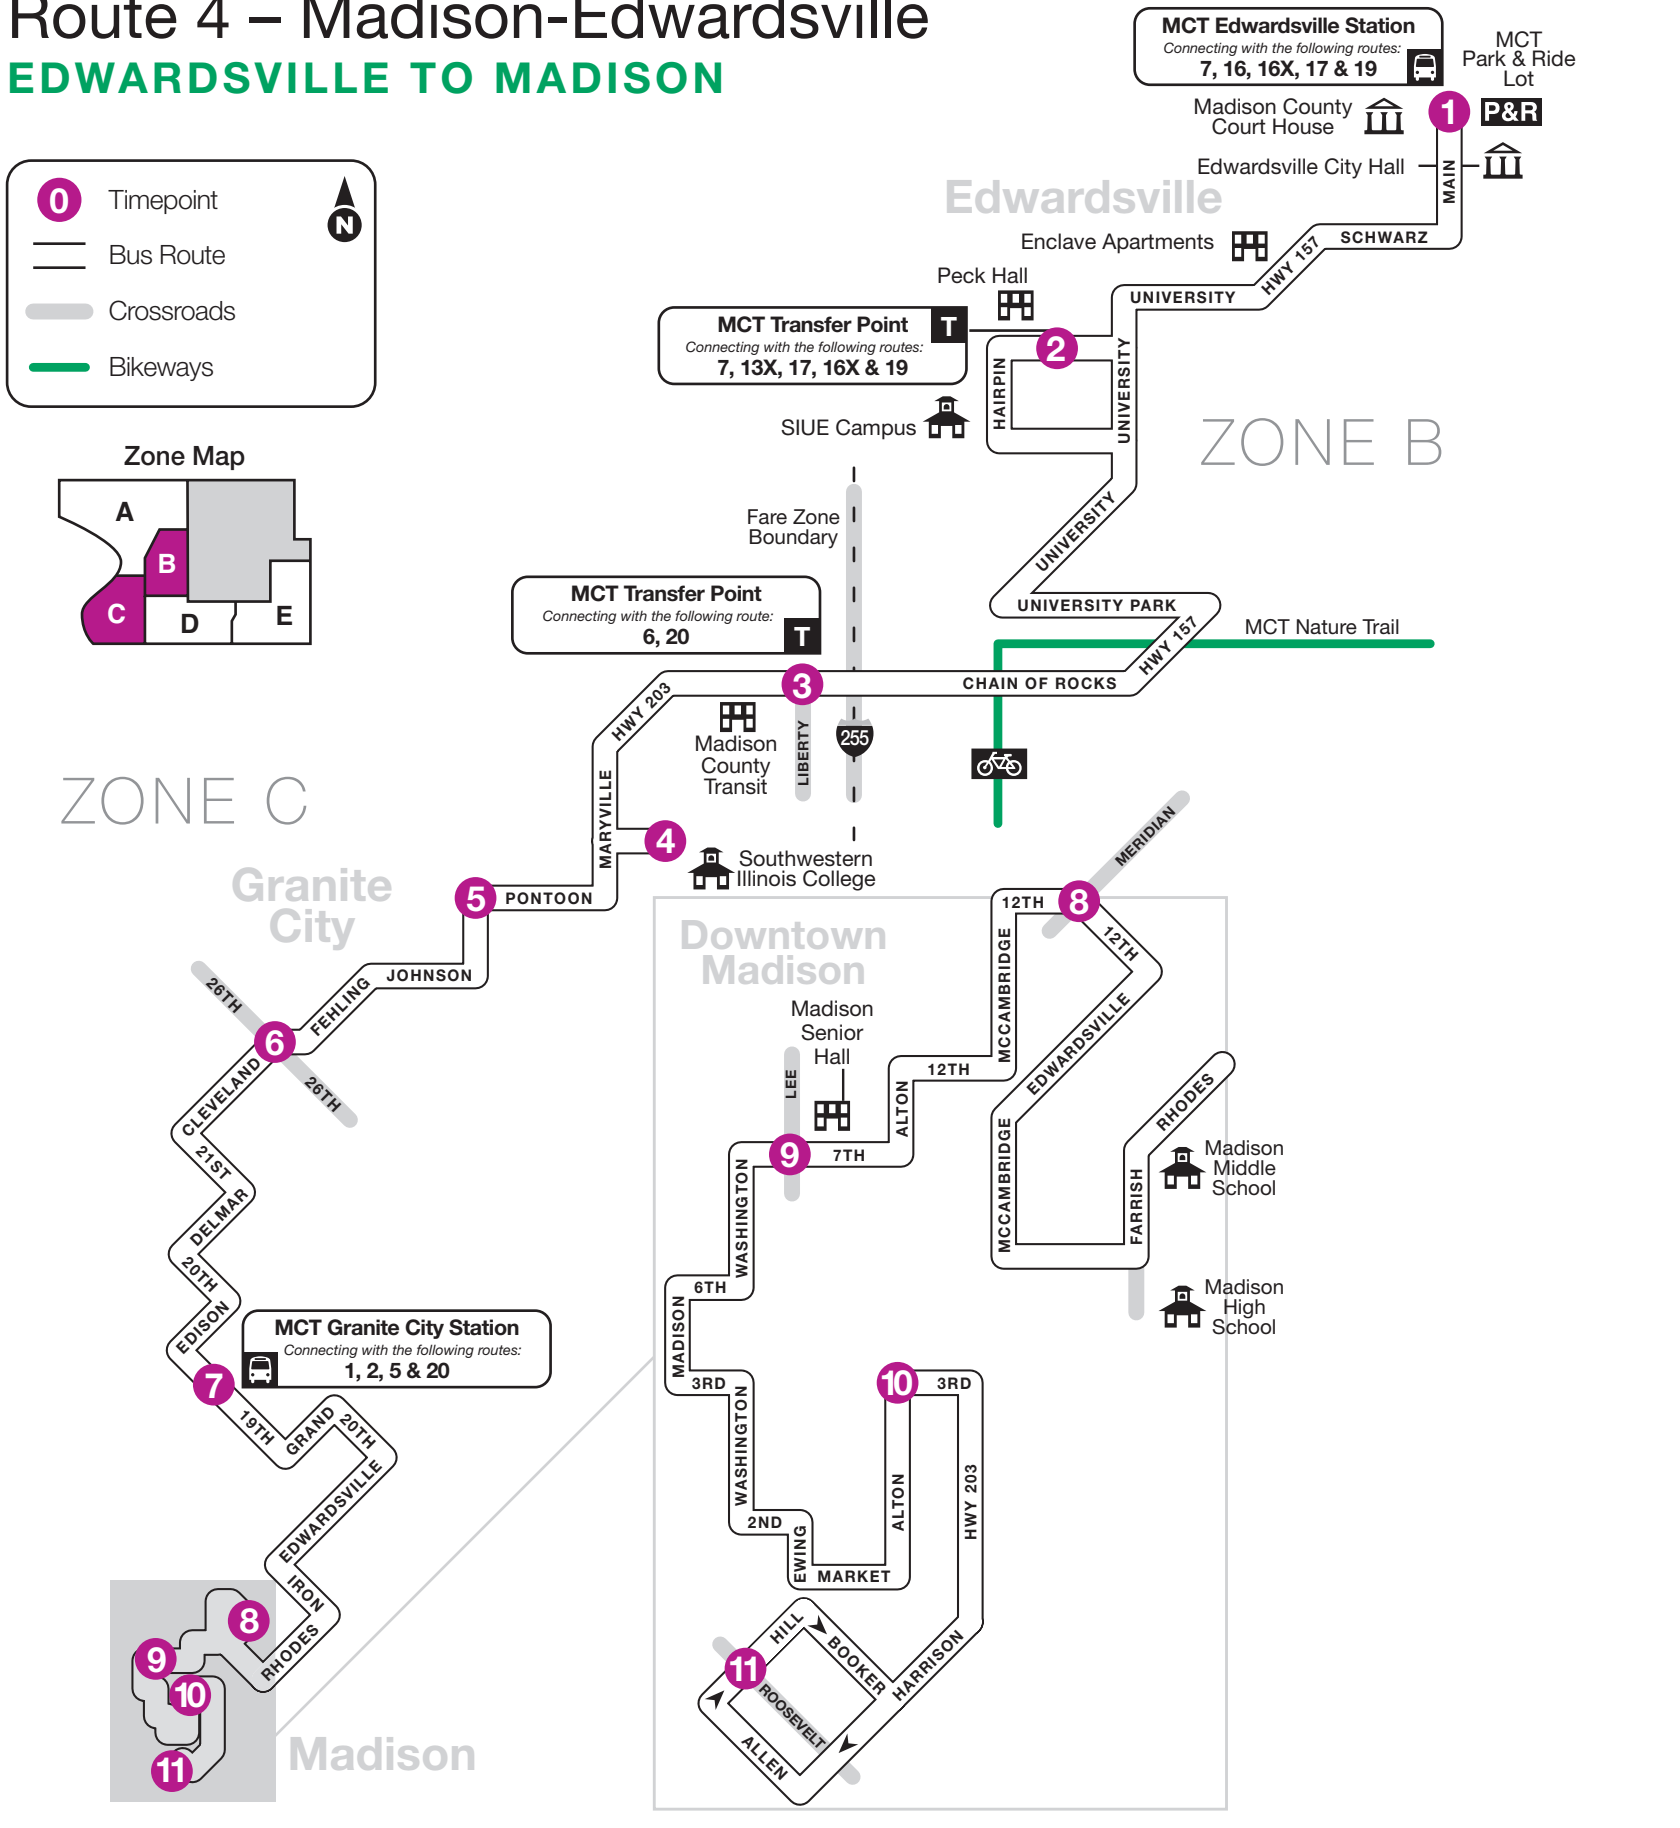 Route 4 – Madison-Edwardsville
EDWARDSVILLE TO MADISON
0 Timepoint
N
Bus Route
Crossroads
Bikeways
Zone Map
A
B
C
D
E
MCT Edwardsville Station
Connecting with the following routes:
7, 16, 16X, 17 & 19
MCT
Park & Ride
Lot
P&R
1
Madison County
Court House
Edwardsville City Hall
MAIN
Edwardsville
SCHWARZ
Enclave Apartments
HWY 157
UNIVERSITY
Peck Hall
MCT Transfer Point
T
Connecting with the following routes:
7, 13X, 17, 16X & 19
2
HAIRPIN
UNIVERSITY
SIUE Campus
ZONE B
UNIVERSITY
Fare Zone
Boundary
UNIVERSITY PARK
HWY 157
MCT Nature Trail
MCT Transfer Point
Connecting with the following route:
6, 20
T
3
CHAIN OF ROCKS
HWY 203
Madison
County
Transit
LIBERTY
255
ZONE C
MARYVILLE
4
Southwestern
Illinois College
Granite
City
5
PONTOON
JOHNSON
FEHLING
26TH
6
26TH
CLEVELAND
21ST
DELMAR
20TH
EDISON
MCT Granite City Station
Connecting with the following routes:
1, 2, 5 & 20
7
19TH
GRAND
20TH
EDWARDSVILLE
IRON
RHODES
8
9
10
11
Madison
Downtown
Madison
MERIDIAN
12TH
8
12TH
MCCAMBRIDGE
EDWARDSVILLE
Madison
Senior
Hall
LEE
12TH
ALTON
9
7TH
MCCAMBRIDGE
FARRISH
RHODES
Madison
Middle
School
Madison
High
School
WASHINGTON
6TH
MADISON
3RD
WASHINGTON
2ND
EWING
MARKET
ALTON
10
3RD
HWY 203
HARRISON
HILL
BOOKER
11
ROOSEVELT
ALLEN